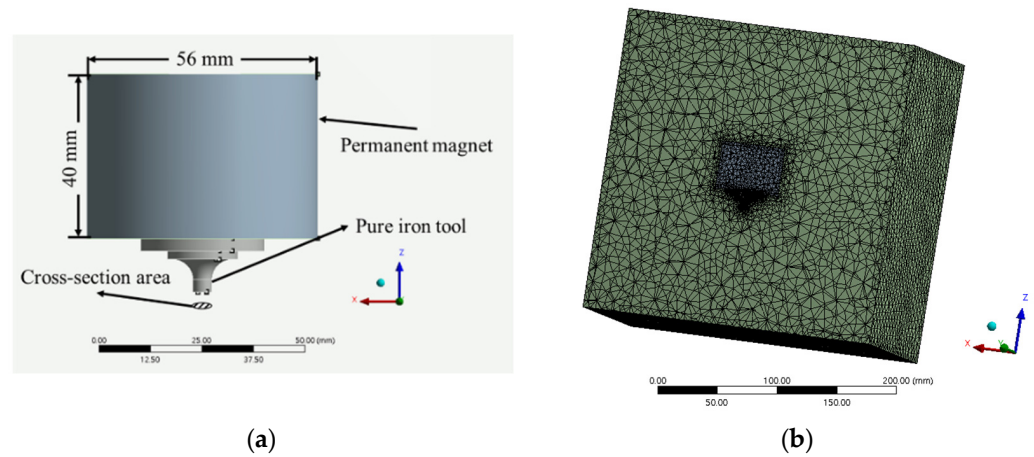 56 mm
40 mm
Permanent magnet
Pure iron tool
Cross-section area
Z
X
0.00 25.00 50.00 (mm)
12.50 37.50
(a)
Z
X
Y
0.00 100.00 200.00 (mm)
50.00 150.00
(b)